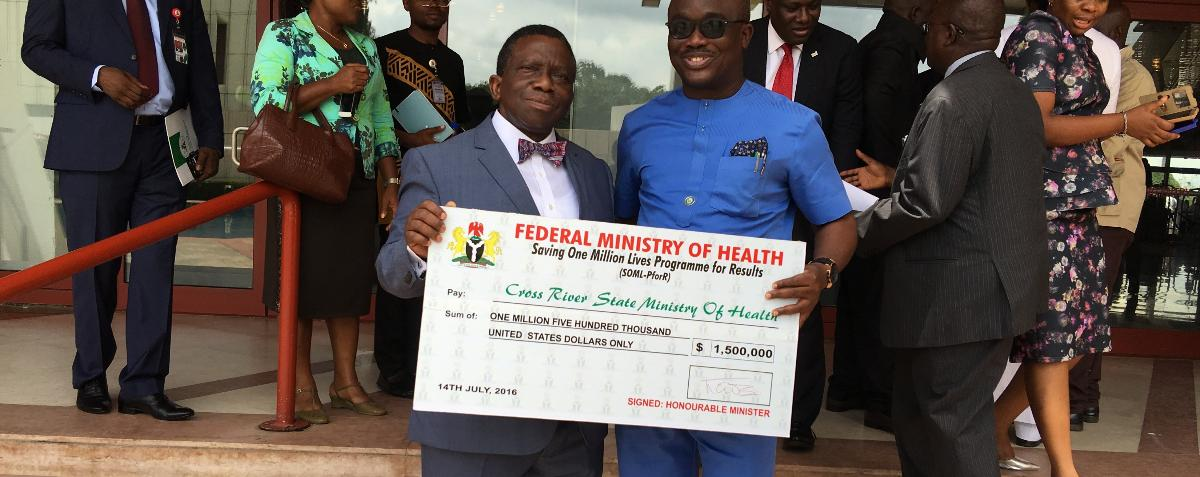 FEDERAL MINISTRY OF HEALTH
Saving One Million Lives Programme for Results
(SOML-PforR)
Pay: Cross River State Ministry Of Health
Sum of: ONE MILLION FIVE HUNDRED THOUSAND
UNITED STATES DOLLARS ONLY
$ 1,500,000
14TH JULY, 2016
SIGNED: HONOURABLE MINISTER